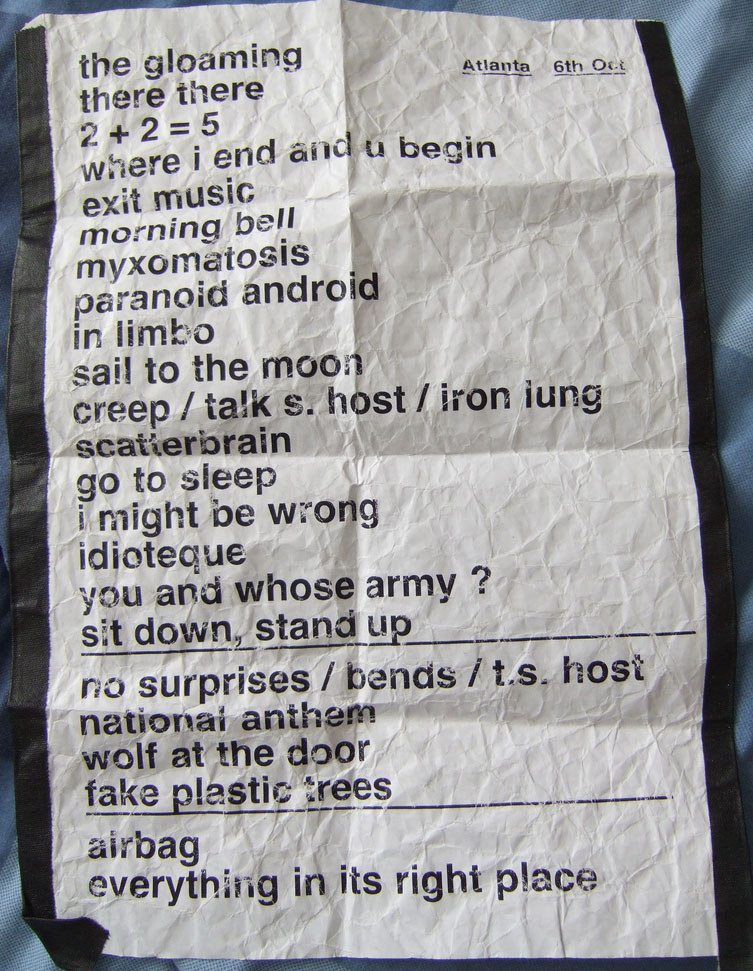 the gloaming
Atlanta 6th Oct
there there
2 + 2 = 5
where i end and u begin
exit music
morning bell
myxomatosis
paranoid android
in limbo
sail to the moon
creep / talk s. host / iron lung
scatterbrain
go to sleep
i might be wrong
idioteque
you and whose army ?
sit down, stand up
no surprises / bends / t.s. host
national anthem
wolf at the door
fake plastic trees
airbag
everything in its right place